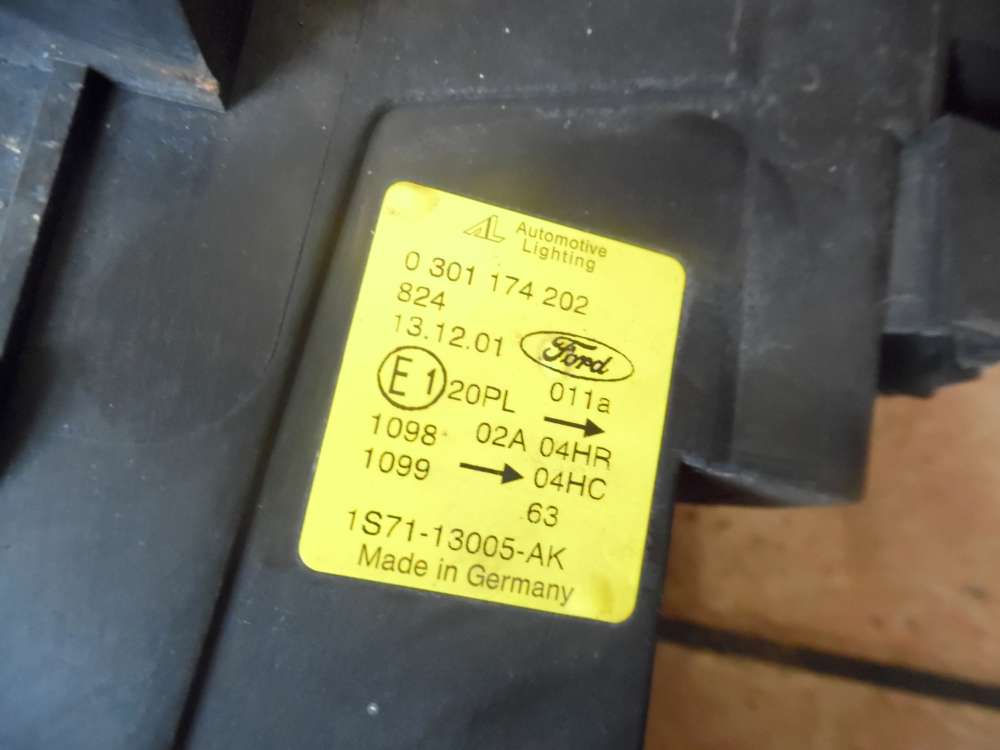 AL Automotive
Lighting
0 301 174 202
824
13.12.01 Ford
E1 20PL 011a
→
1098 02A 04HR
1099 → 04HC
63
1S71-13005-AK
Made in Germany